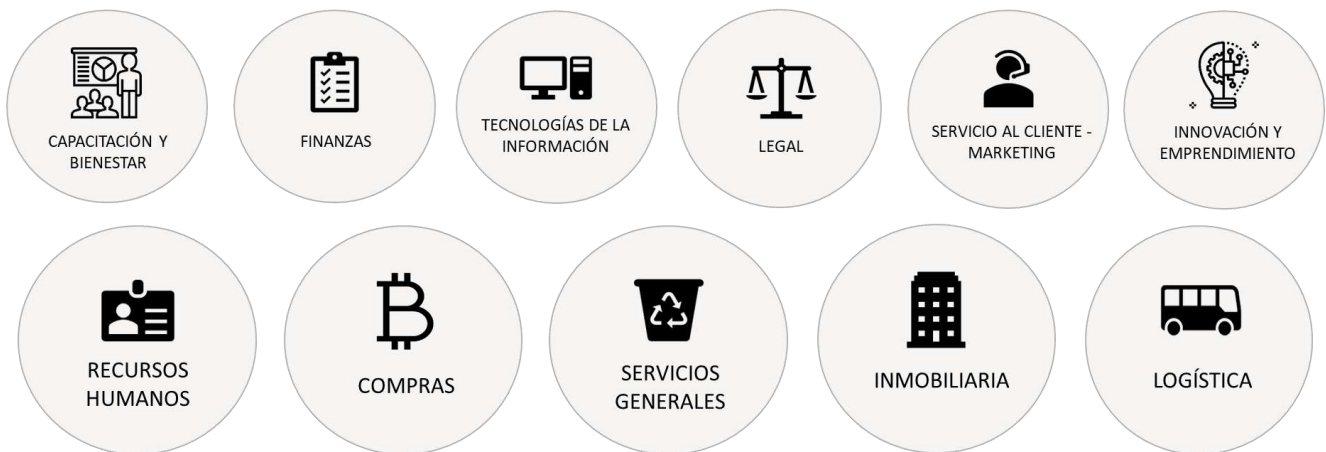 CAPACITACIÓN Y
BIENESTAR
FINANZAS
TECNOLOGÍAS DE LA
INFORMACIÓN
LEGAL
SERVICIO AL CLIENTE -
MARKETING
INNOVACIÓN Y
EMPRENDIMIENTO
RECURSOS
HUMANOS
COMPRAS
SERVICIOS
GENERALES
INMOBILIARIA
LOGÍSTICA